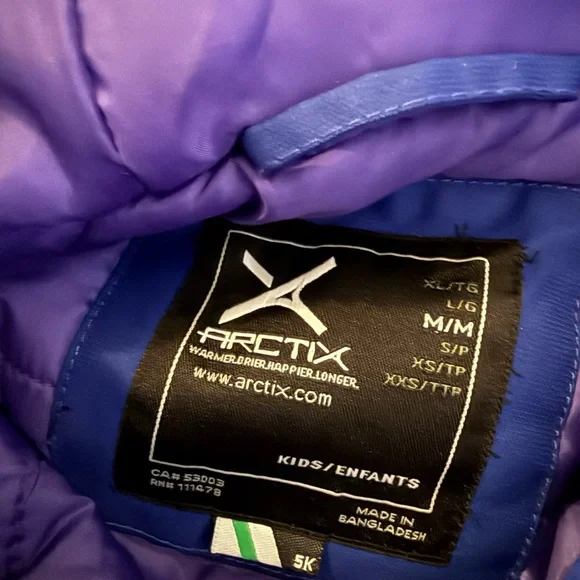 ARCTIX
WARMER.DRIER.HAPPIER.LONGER.
www.arctix.com
XL/TG
L/G
M/M
S/P
XS/TP
XXS/TTP
KIDS/ENFANTS
CA# 53003
RN# 111478
MADE IN
BANGLADESH
5K